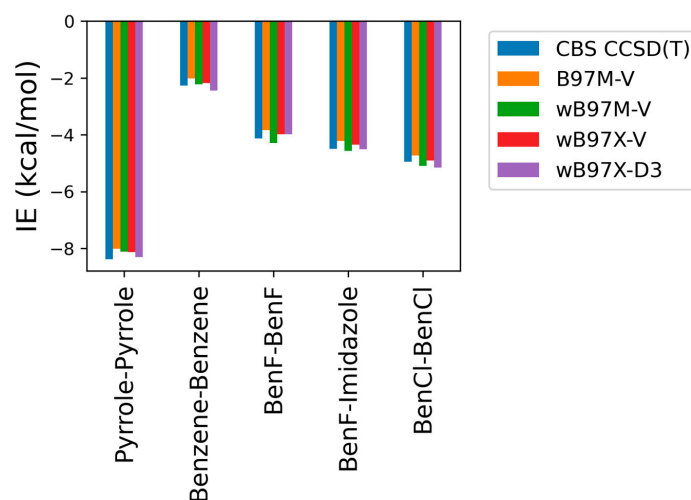 IE (kcal/mol)
0
−2
−4
−6
−8
Pyrrole-Pyrrole
Benzene-Benzene
BenF-BenF
BenF-Imidazole
BenCl-BenCl
CBS CCSD(T)
B97M-V
wB97M-V
wB97X-V
wB97X-D3